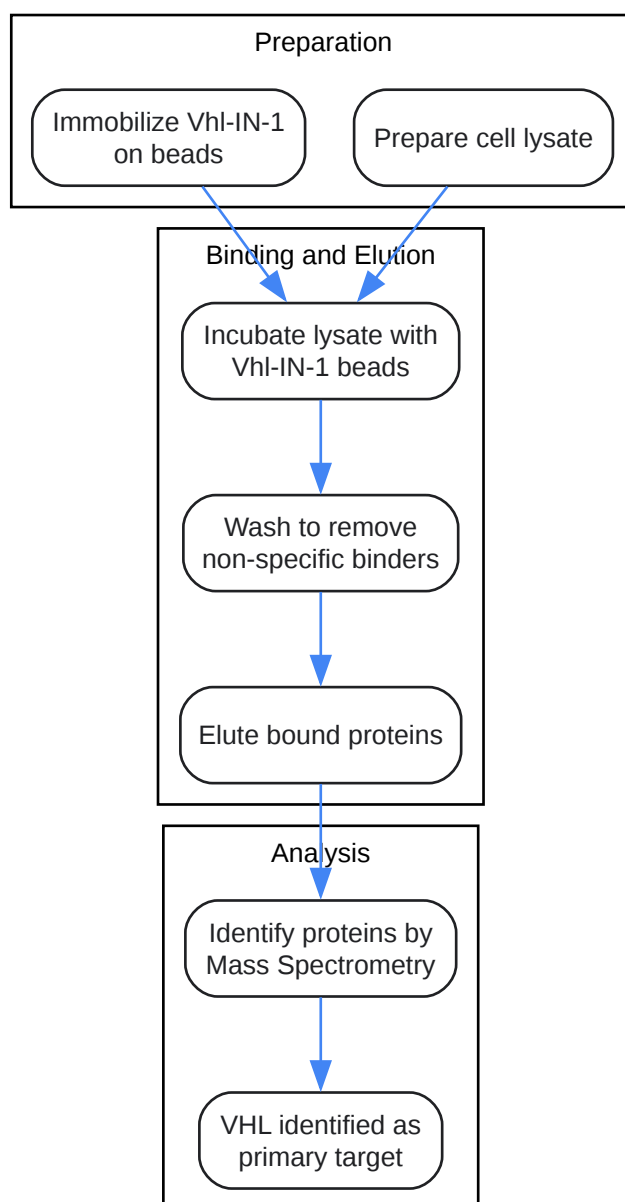 Preparation
Immobilize Vhl-IN-1
on beads
Prepare cell lysate
Binding and Elution
Incubate lysate with
Vhl-IN-1 beads
Wash to remove
non-specific binders
Elute bound proteins
Analysis
Identify proteins by
Mass Spectrometry
VHL identified as
primary target